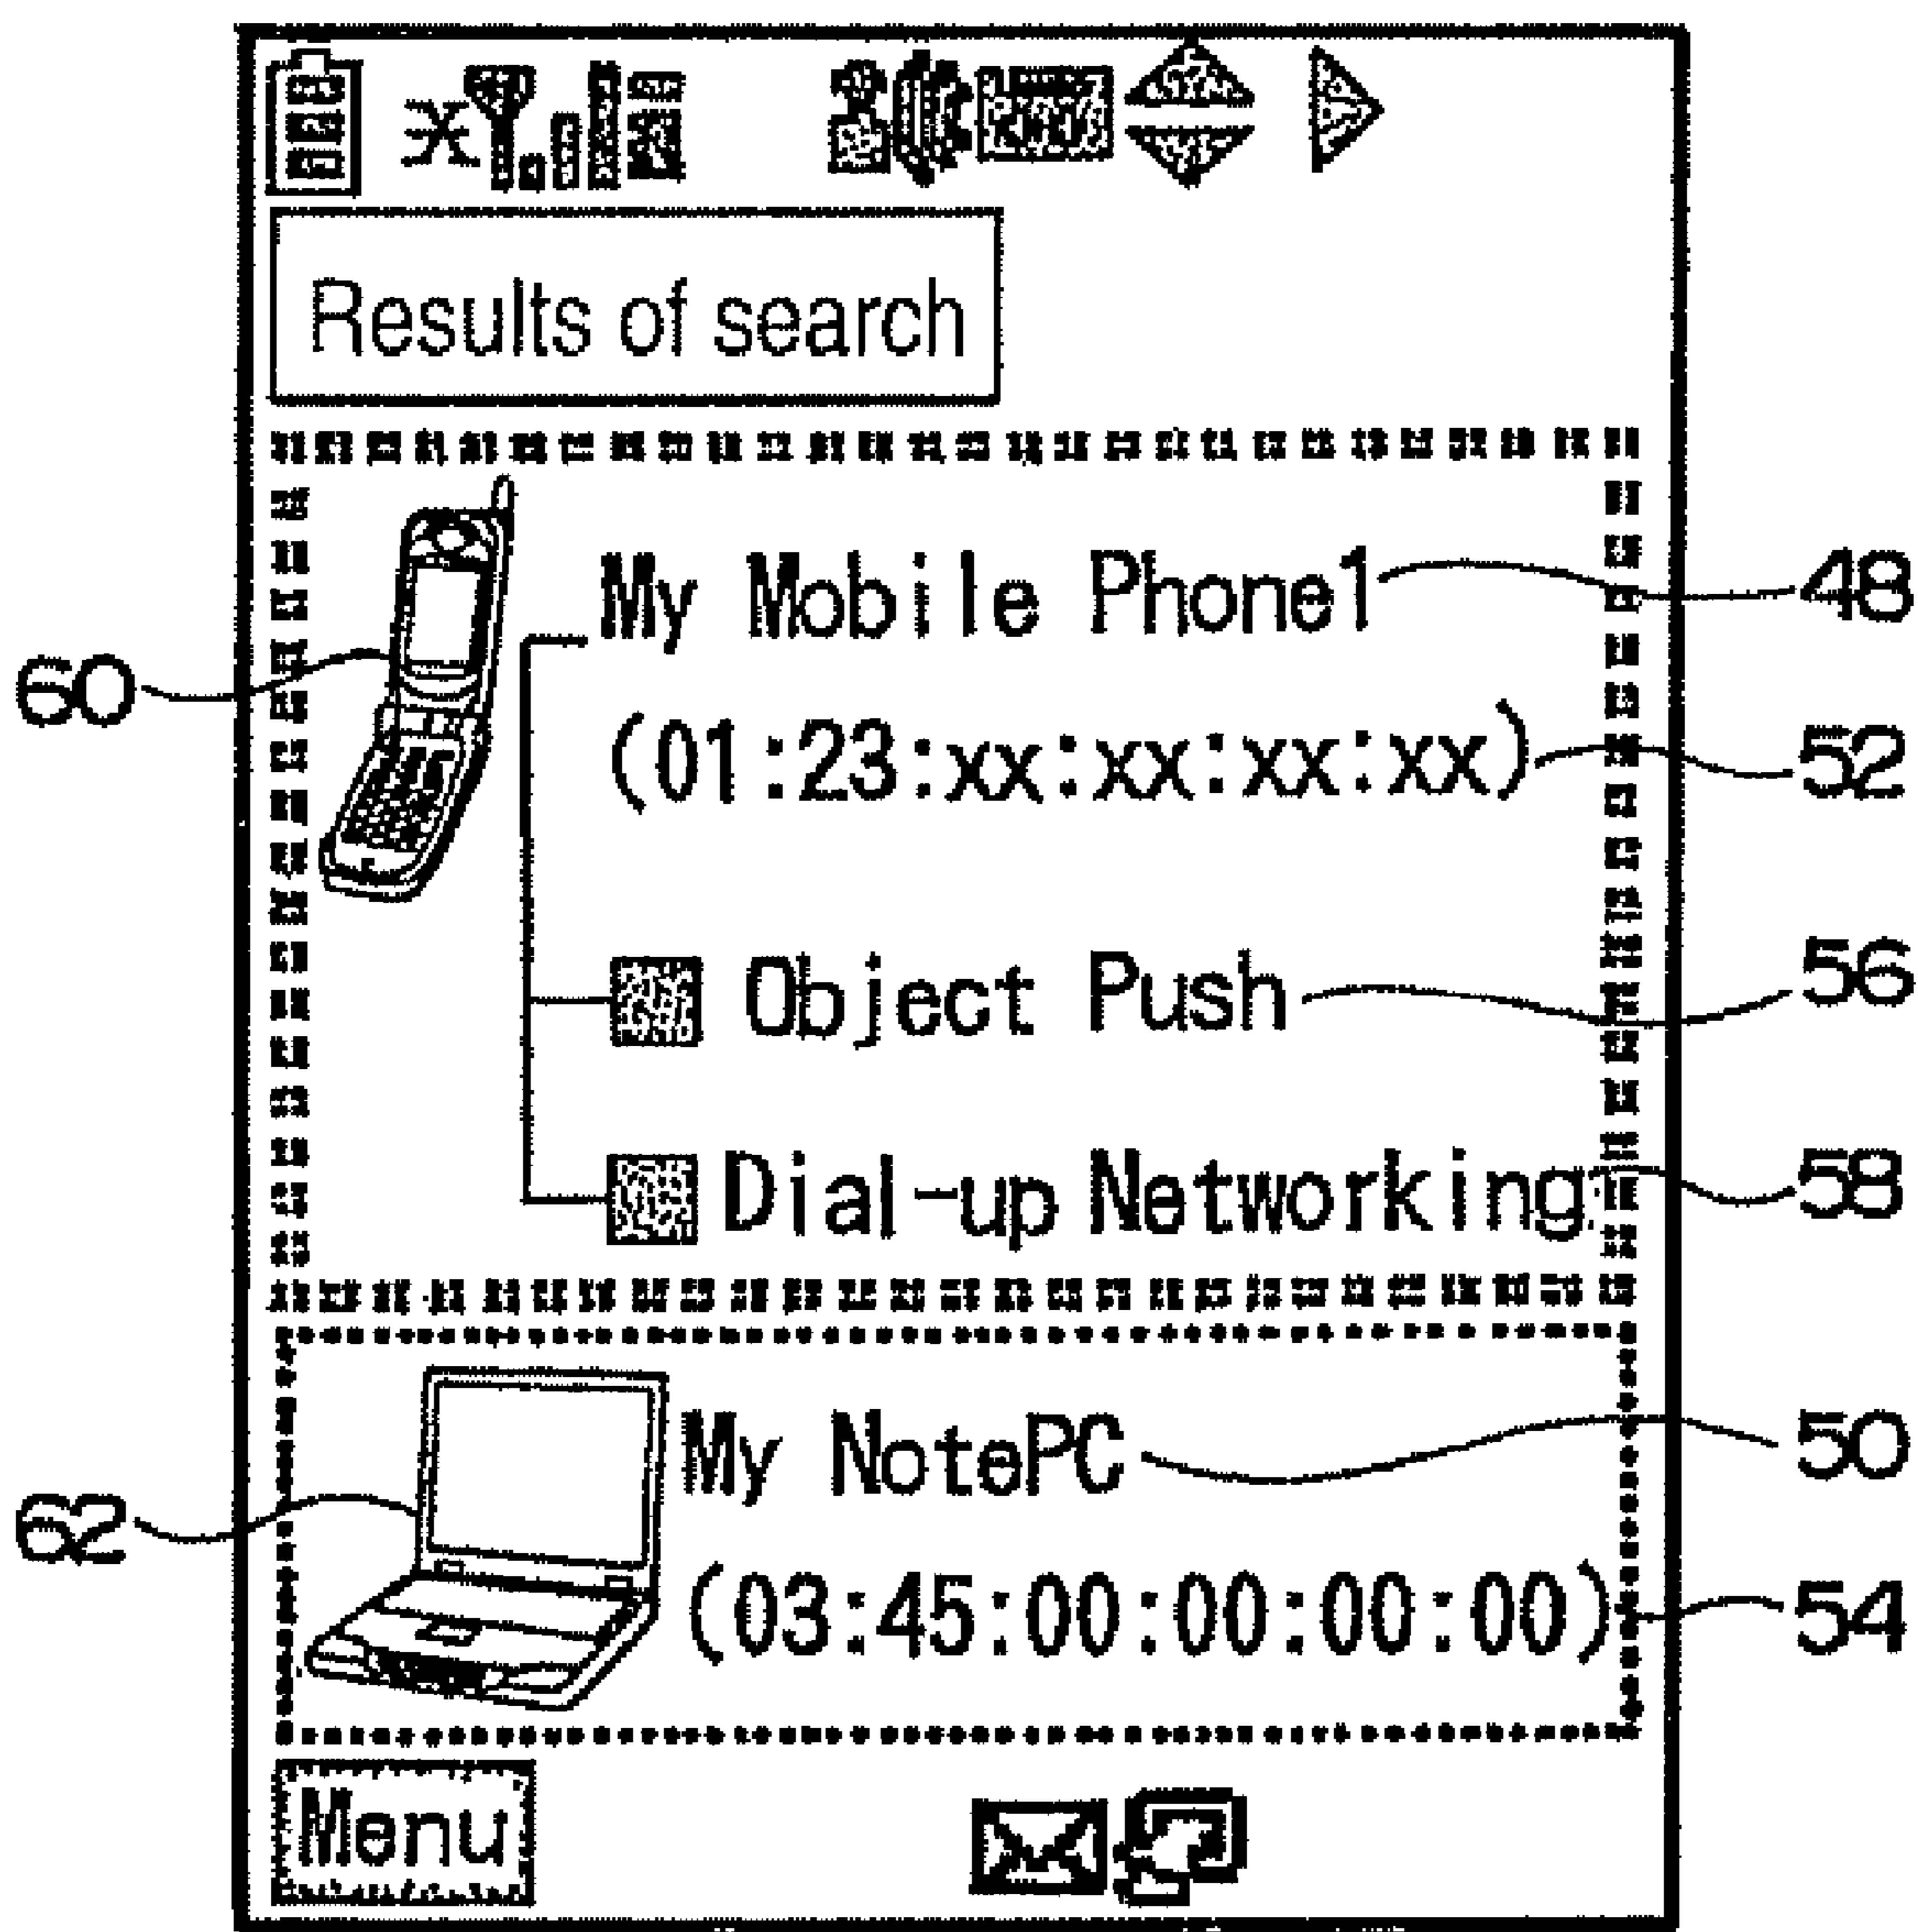 Results of search
My Mobile Phone1
48
60
(01:23:xx:xx:xx:xx)
52
Object Push
56
Dial-up Networking
58
My NotePC
50
62
(03:45:00:00:00:00)
54
Menu